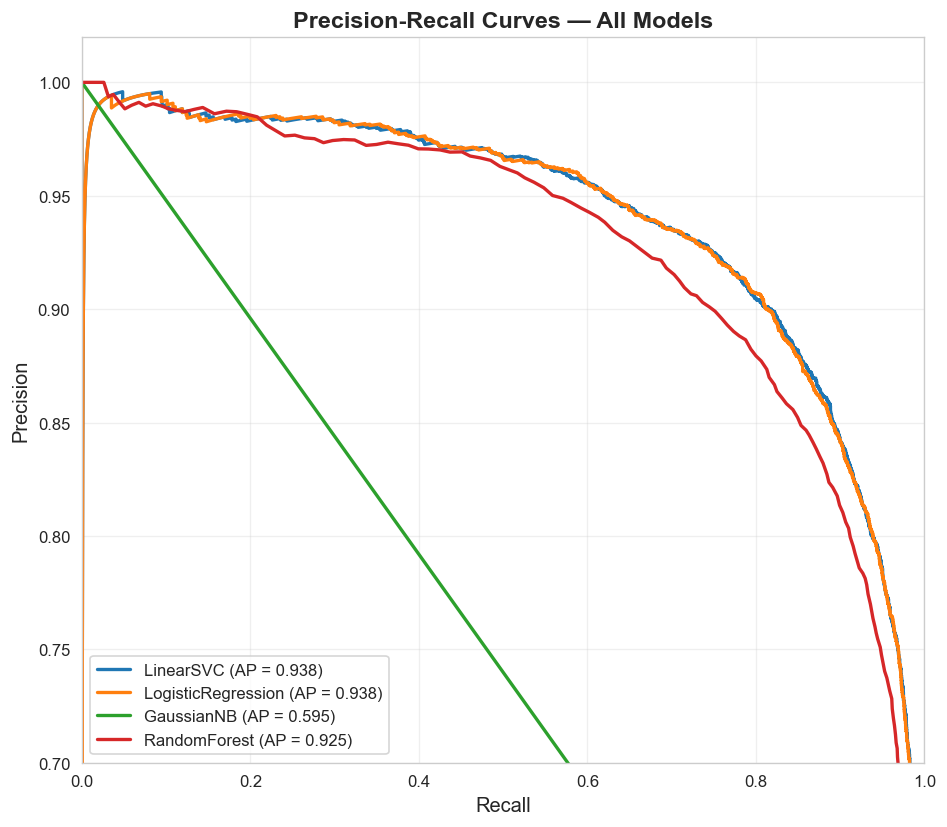 Precision-Recall Curves — All Models
Precision
1.00
0.95
0.90
0.85
0.80
0.75
0.70
LinearSVC (AP = 0.938)
LogisticRegression (AP = 0.938)
GaussianNB (AP = 0.595)
RandomForest (AP = 0.925)
0.0 0.2 0.4 0.6 0.8 1.0
Recall